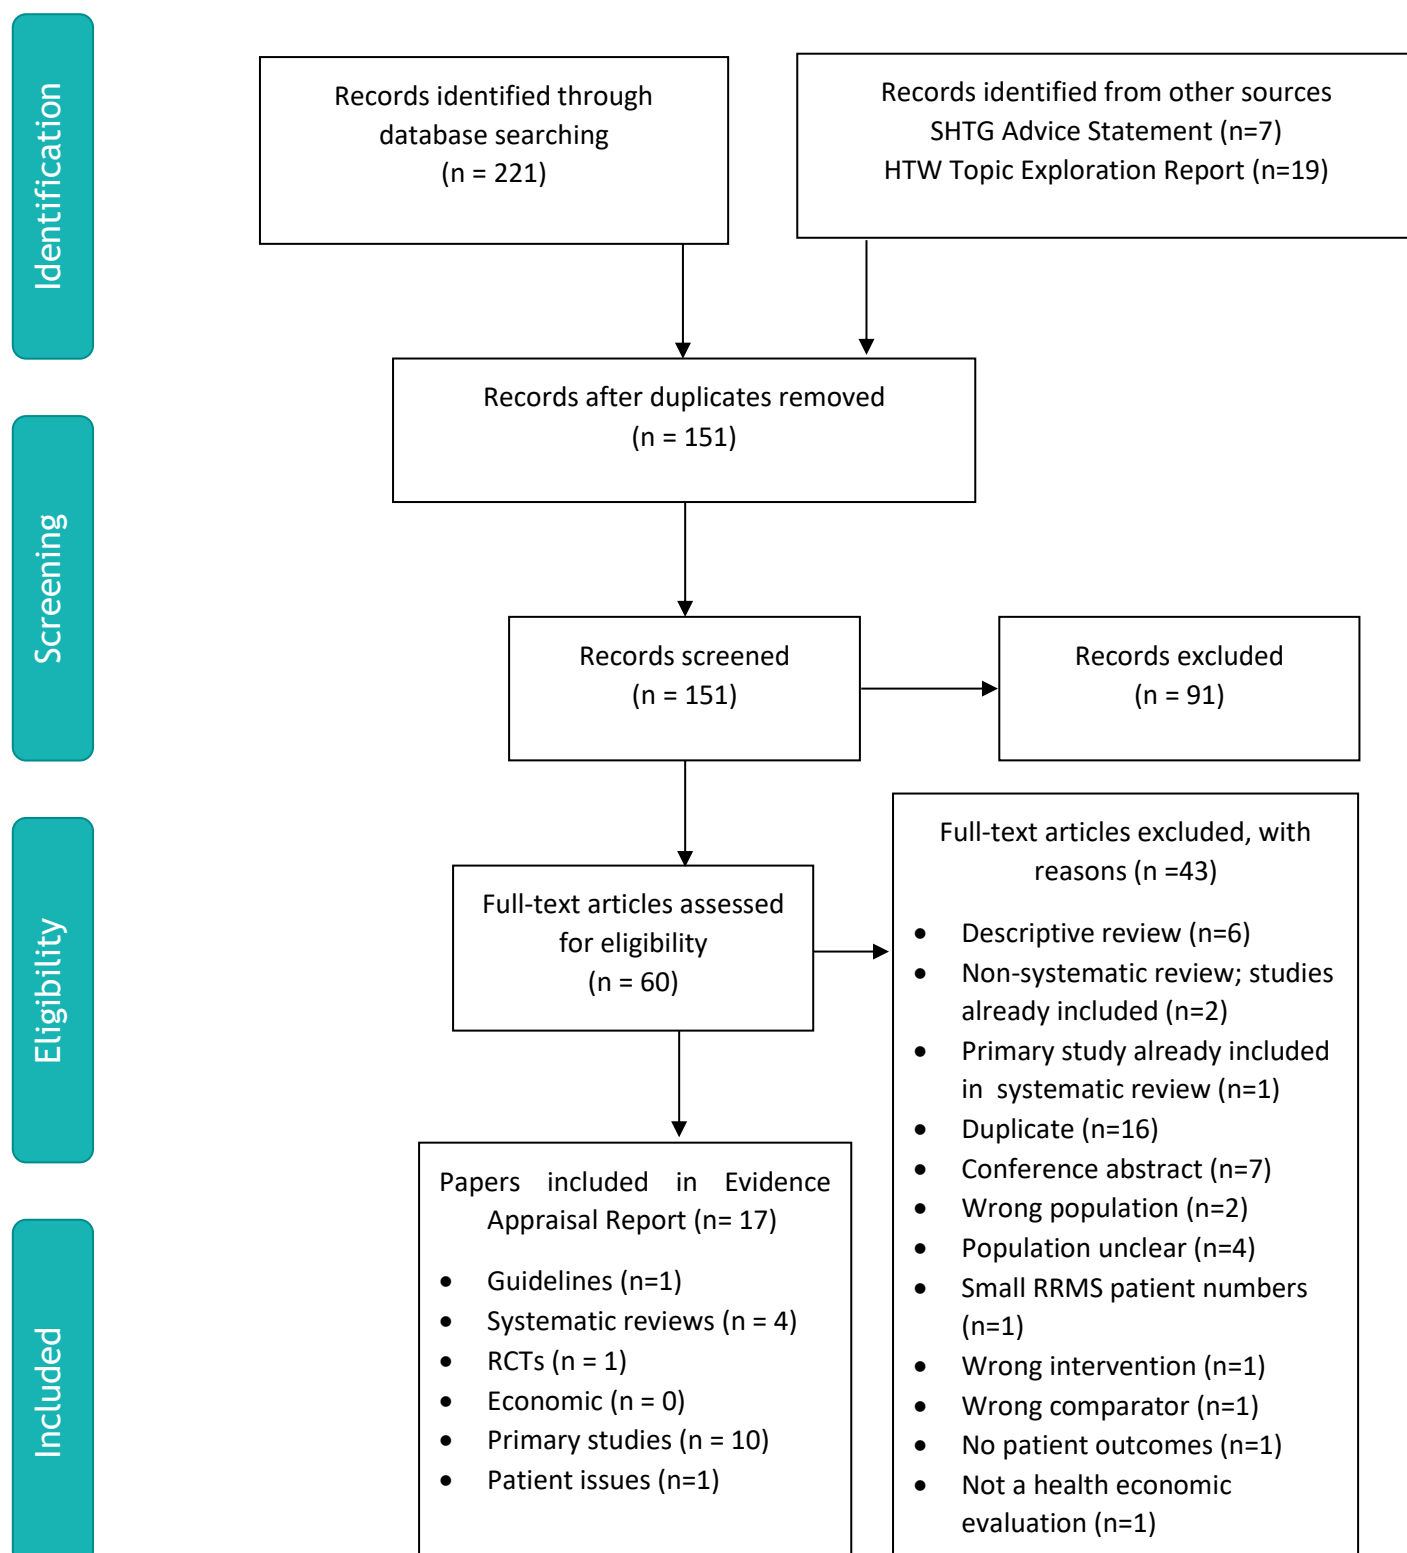 Identification
Records identified through
database searching
(n = 221)
Records identified from other sources
SHTG Advice Statement (n=7)
HTW Topic Exploration Report (n=19)
Records after duplicates removed
(n = 151)
Screening
Records screened
(n = 151)
Records excluded
(n = 91)
Eligibility
Full-text articles assessed
for eligibility
(n = 60)
Full-text articles excluded, with
reasons (n =43)
• Descriptive review (n=6)
• Non-systematic review; studies
already included (n=2)
• Primary study already included
in systematic review (n=1)
• Duplicate (n=16)
• Conference abstract (n=7)
• Wrong population (n=2)
• Population unclear (n=4)
• Small RRMS patient numbers
(n=1)
• Wrong intervention (n=1)
• Wrong comparator (n=1)
• No patient outcomes (n=1)
• Not a health economic
evaluation (n=1)
Included
Papers included in Evidence
Appraisal Report (n= 17)
• Guidelines (n=1)
• Systematic reviews (n = 4)
• RCTs (n = 1)
• Economic (n = 0)
• Primary studies (n = 10)
• Patient issues (n=1)